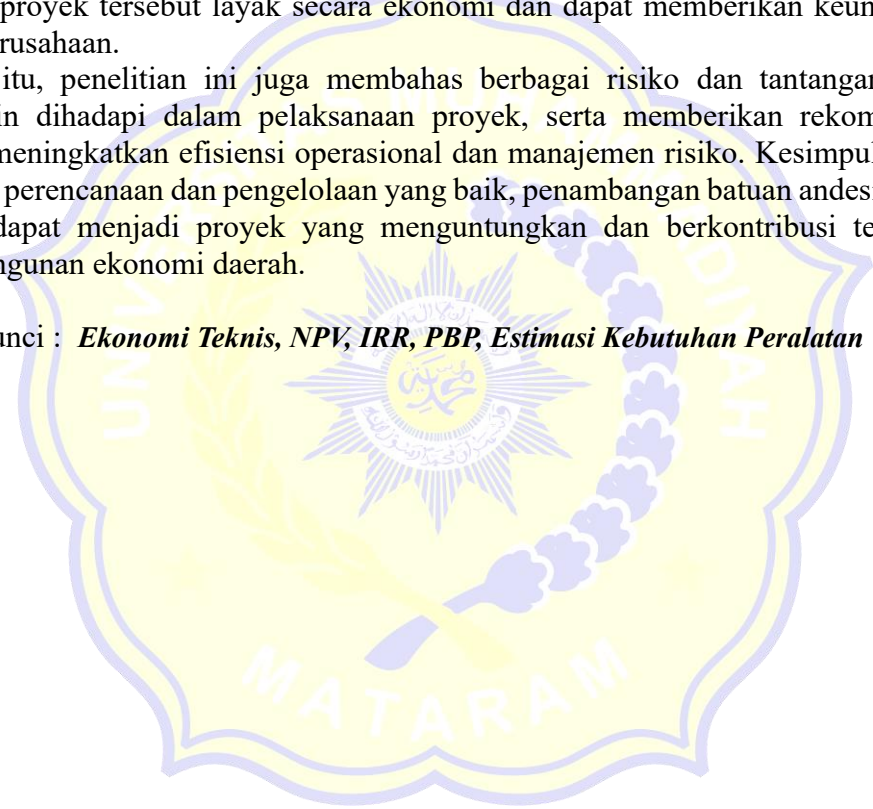 proyek tersebut layak secara ekonomi dan dapat memberikan keun
erusahaan.
itu, penelitian ini juga membahas berbagai risiko dan tantangan
in dihadapi dalam pelaksanaan proyek, serta memberikan rekom
meningkatkan efisiensi operasional dan manajemen risiko. Kesimpul
perencanaan dan pengelolaan yang baik, penambangan batuan andes
dapat menjadi proyek yang menguntungkan dan berkontribusi te
ngunan ekonomi daerah.
unci : Ekonomi Teknis, NPV, IRR, PBP, Estimasi Kebutuhan Peralatan
UNIVERSITAS MUHAMMADIYAH
MATARAM